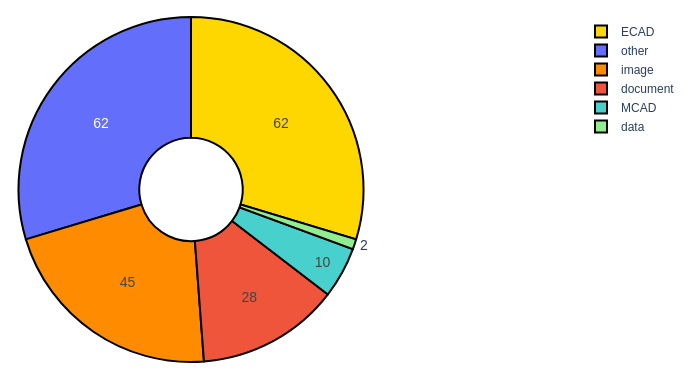 62
62
2
10
28
45
ECAD
other
image
document
MCAD
data